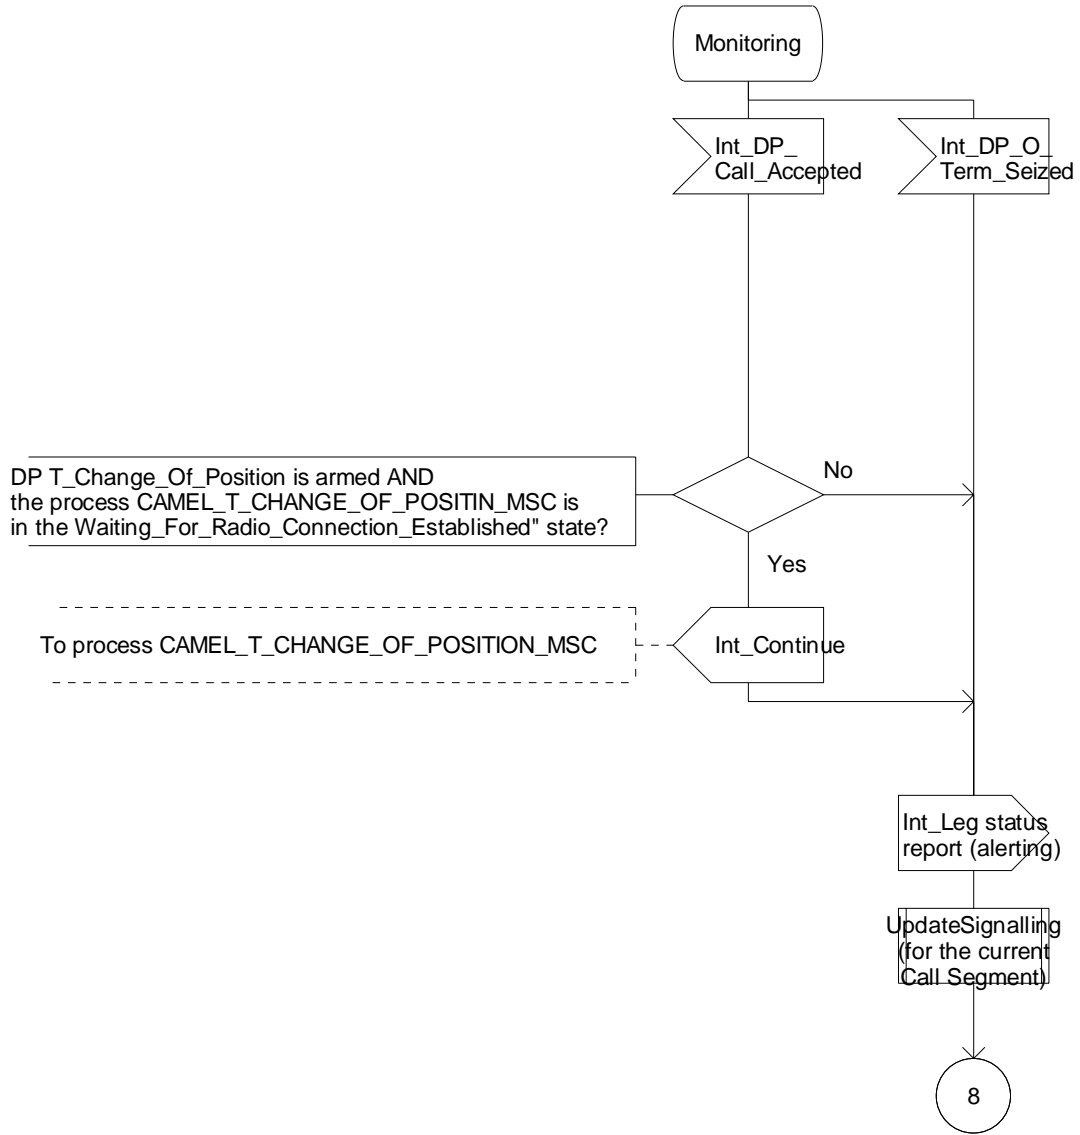 Monitoring
Int_DP_
Call_Accepted
Int_DP_O_
Term_Seized
DP T_Change_Of_Position is armed AND
the process CAMEL_T_CHANGE_OF_POSITIN_MSC is
in the Waiting_For_Radio_Connection_Established" state?
No
Yes
To process CAMEL_T_CHANGE_OF_POSITION_MSC
Int_Continue
Int_Leg status
report (alerting)
UpdateSignalling
(for the current
Call Segment)
8